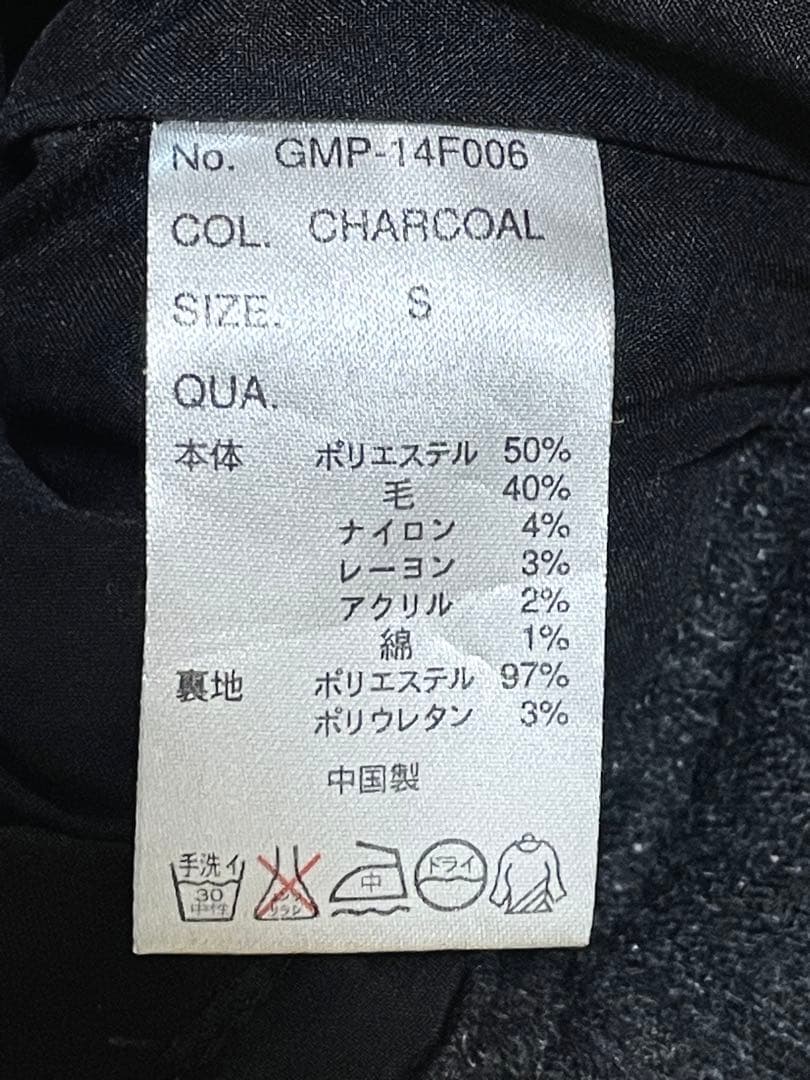 No. GMP-14F006
COL. CHARCOAL
SIZE. S
QUA.
本体 ポリエステル 50%
毛 40%
ナイロン 4%
レーヨン 3%
アクリル 2%
綿 1%
裏地 ポリエステル 97%
ポリウレタン 3%
中国製
手洗イ
30
中性
中
ドライ